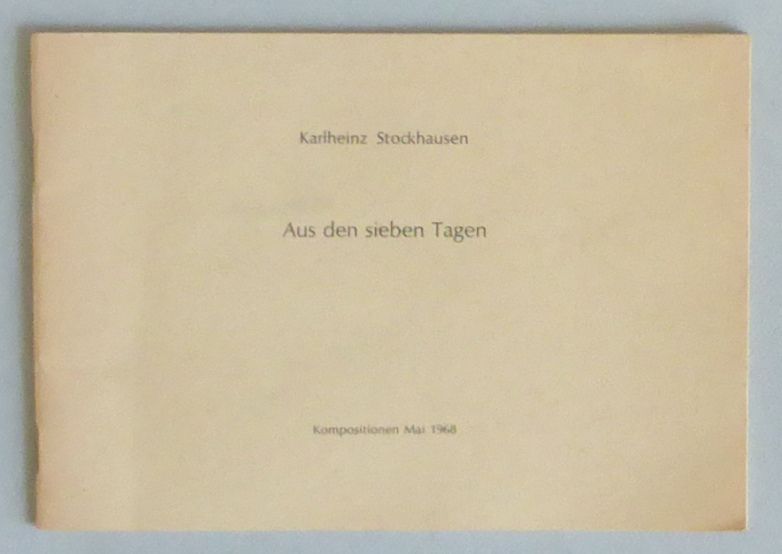 Karlheinz Stockhausen
Aus den sieben Tagen
Kompositionen Mai 1968